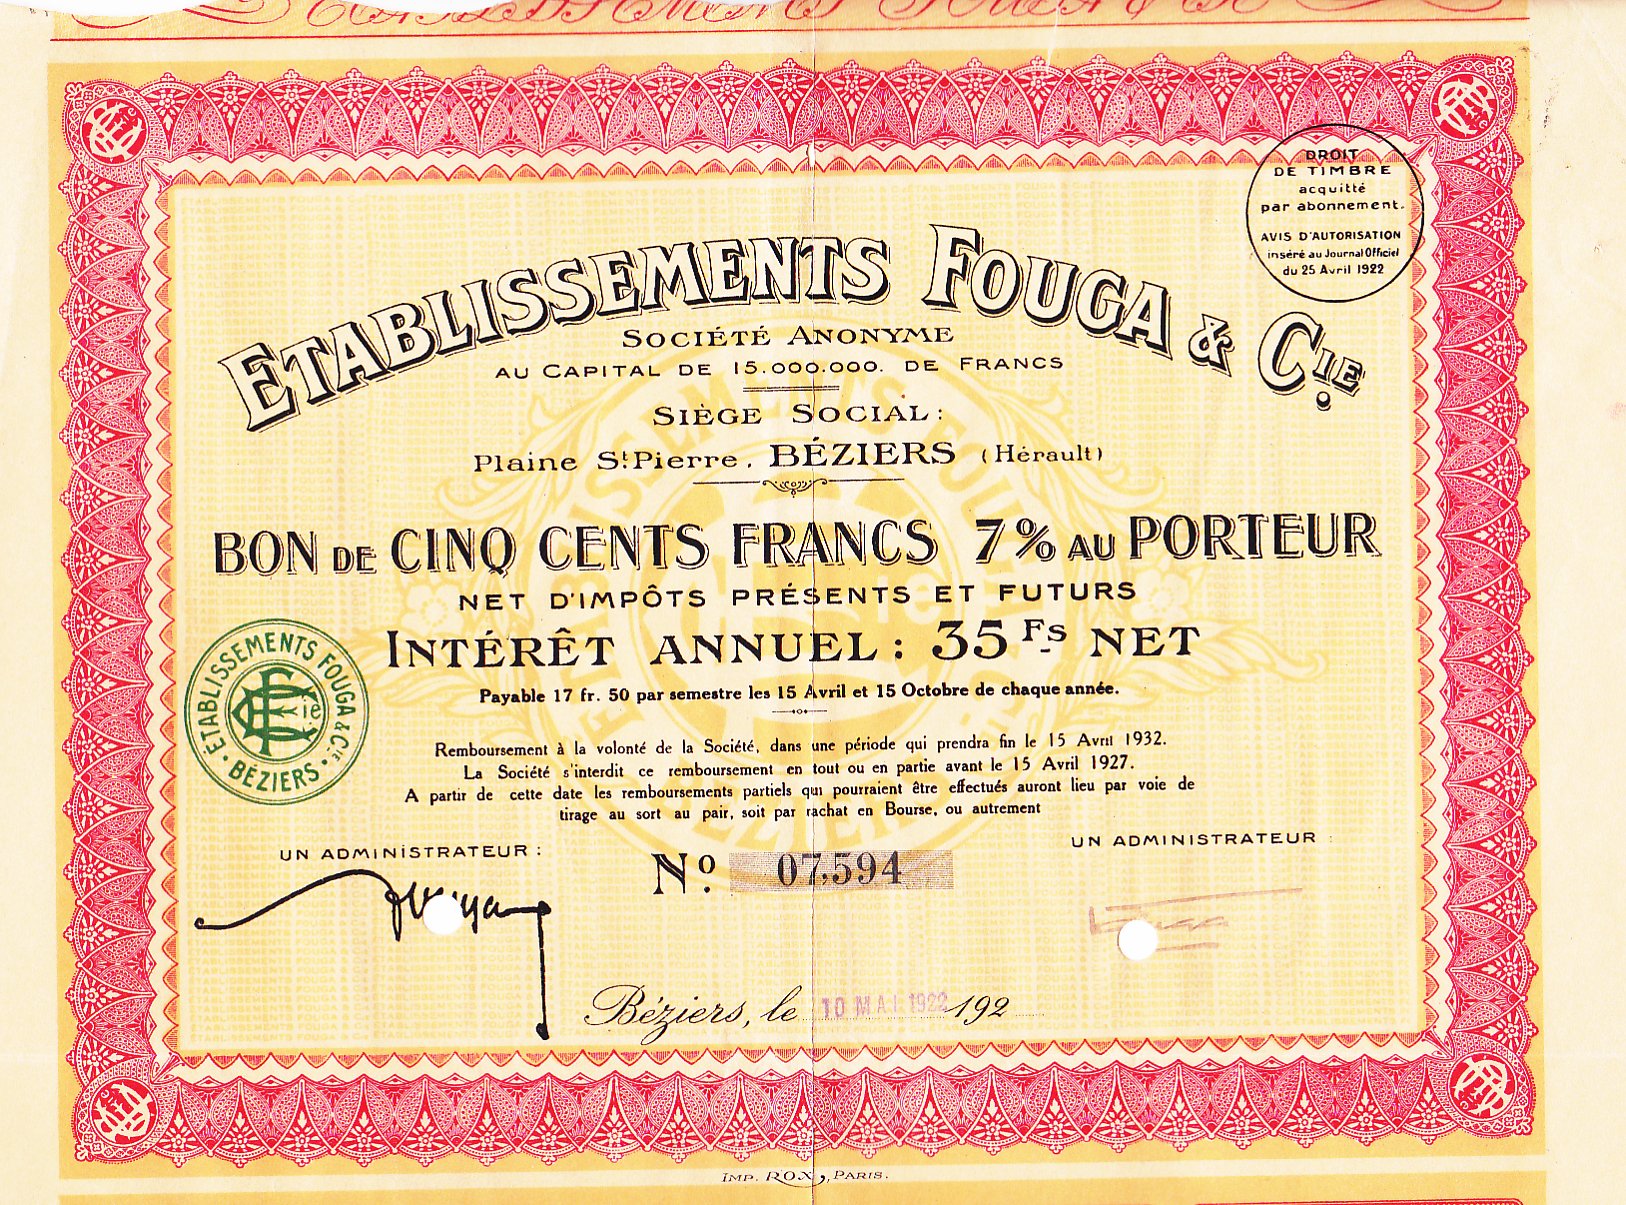 ETABLISSEMENTS FOUGA & CIE
DROIT
DE TIMBRE
acquitté
par abonnement.
AVIS D'AUTORISATION
inséré au Journal Officiel
du 25 Avril 1922
SOCIÉTÉ ANONYME
AU CAPITAL DE 15.000.000. DE FRANCS
SIÈGE SOCIAL:
Plaine St. Pierre. BÉZIERS (Hérault)
BON DE CINQ CENTS FRANCS 7% AU PORTEUR
NET D'IMPÔTS PRÉSENTS ET FUTURS
INTÉRÊT ANNUEL: 35 Fs NET
Payable 17 fr. 50 par semestre les 15 Avril et 15 Octobre de chaque année.
ETABLISSEMENTS FOUGA & CIE
BÉZIERS
Remboursement à la volonté de la Société, dans une période qui prendra fin le 15 Avril 1932.
La Société s'interdit ce remboursement en tout ou en partie avant le 15 Avril 1927.
A partir de cette date les remboursements partiels qui pourraient être effectués auront lieu par voie de
tirage au sort au pair, soit par rachat en Bourse, ou autrement
UN ADMINISTRATEUR:
No. 07,594
UN ADMINISTRATEUR:
Béziers, le 10 MAI 1922 192
IMP. ROX, PARIS.